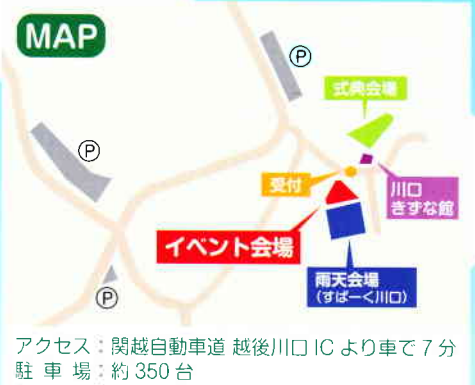 MAP
P
式典会場
P
受付
川口
きずな館
イベント会場
雨天会場
(すぱーく川口)
P
アクセス：関越自動車道 越後川口 IC より車で 7 分
駐 車 場：約 350 台